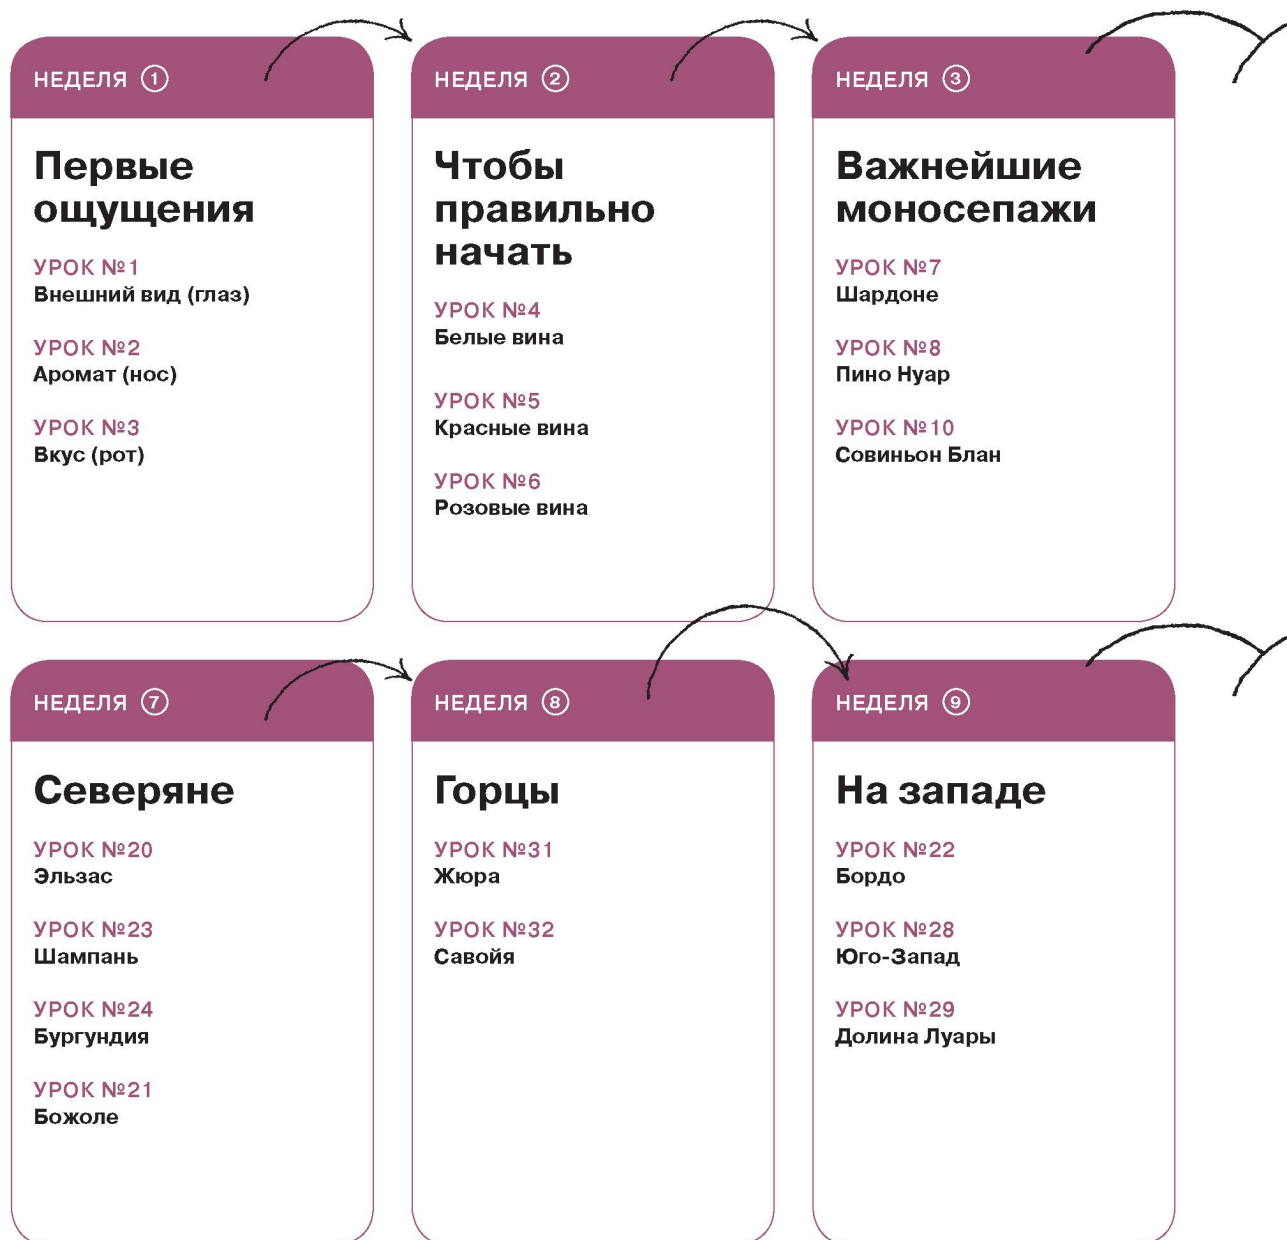 НЕДЕЛЯ 1
Первые
ощущения
УРОК №1
Внешний вид (глаз)
УРОК №2
Аромат (нос)
УРОК №3
Вкус (рот)
НЕДЕЛЯ 2
Чтобы
правильно
начать
УРОК №4
Белые вина
УРОК №5
Красные вина
УРОК №6
Розовые вина
НЕДЕЛЯ 3
Важнейшие
моносепажи
УРОК №7
Шардоне
УРОК №8
Пино Нуар
УРОК №10
Совиньон Блан
НЕДЕЛЯ 7
Северяне
УРОК №20
Эльзас
УРОК №23
Шампань
УРОК №24
Бургундия
УРОК №21
Божоле
НЕДЕЛЯ 8
Горцы
УРОК №31
Жюра
УРОК №32
Савойя
НЕДЕЛЯ 9
На западе
УРОК №22
Бордо
УРОК №28
Юго-Запад
УРОК №29
Долина Луары